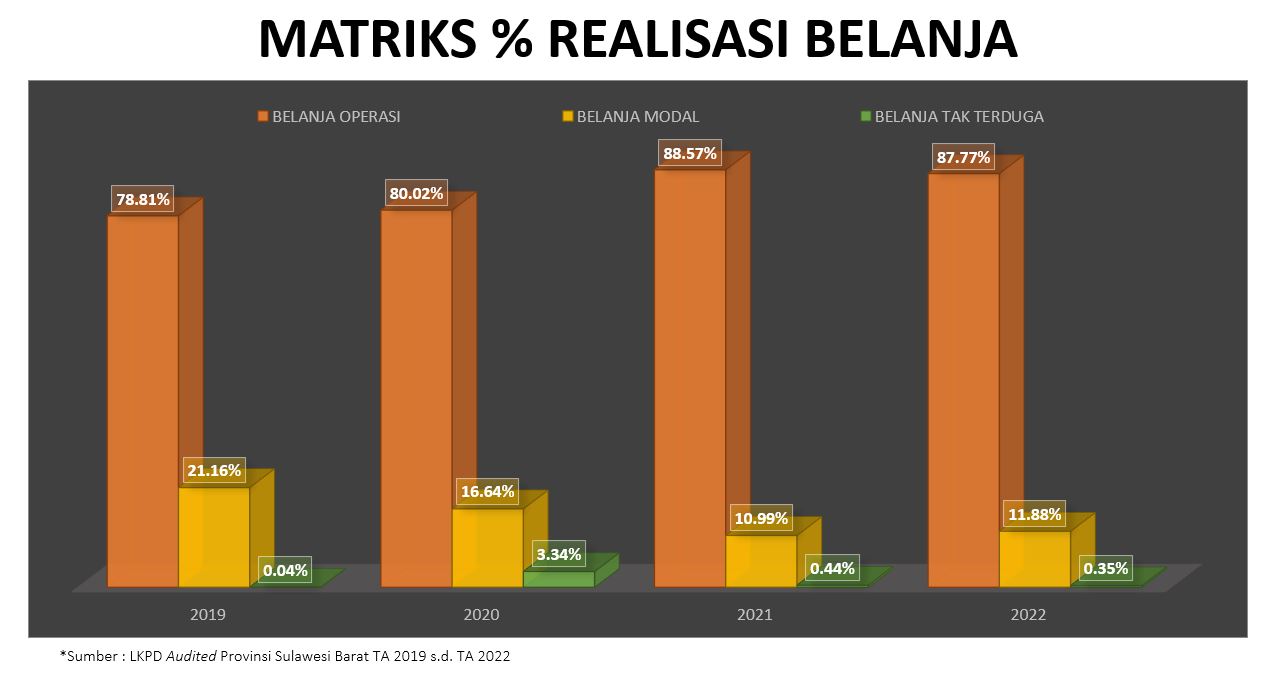 MATRIKS % REALISASI BELANJA
BELANJA OPERASI BELANJA MODAL BELANJA TAK TERDUGA
78.81% 80.02% 88.57% 87.77%
21.16% 16.64% 10.99% 11.88%
0.04% 3.34% 0.44% 0.35%
2019 2020 2021 2022
*Sumber : LKPD Audited Provinsi Sulawesi Barat TA 2019 s.d. TA 2022